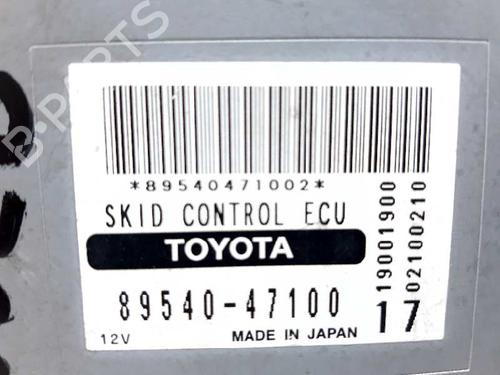 B-PARTS
*89540471002*
SKID CONTROL ECU
TOYOTA
89540-47100
12V
MADE IN JAPAN
17
19001900
02100210